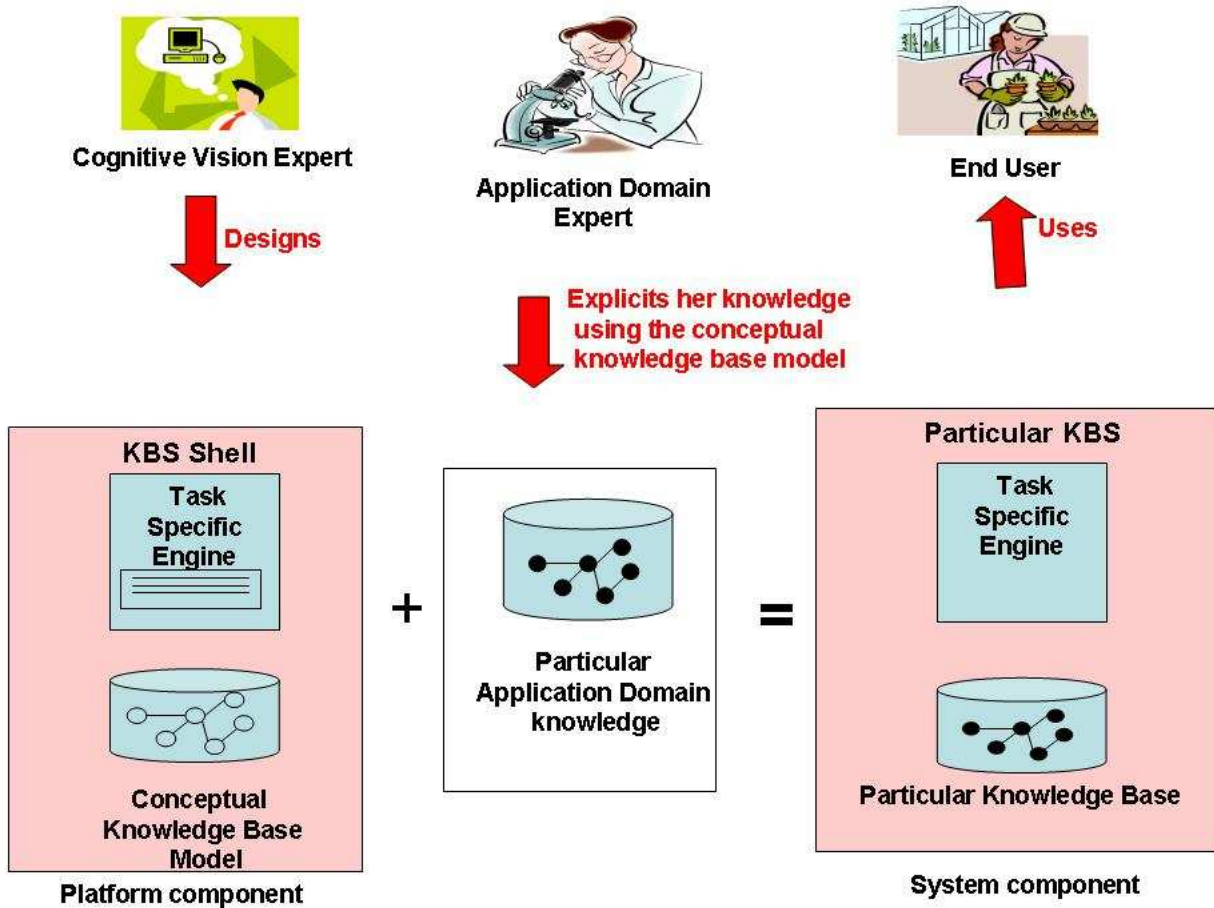 Cognitive Vision Expert
Application Domain
Expert
End User
Designs
Explicits her knowledge
using the conceptual
knowledge base model
Uses
KBS Shell
Task
Specific
Engine
Conceptual
Knowledge Base
Model
Platform component
+
Particular
Application Domain
knowledge
=
Particular KBS
Task
Specific
Engine
Particular Knowledge Base
System component